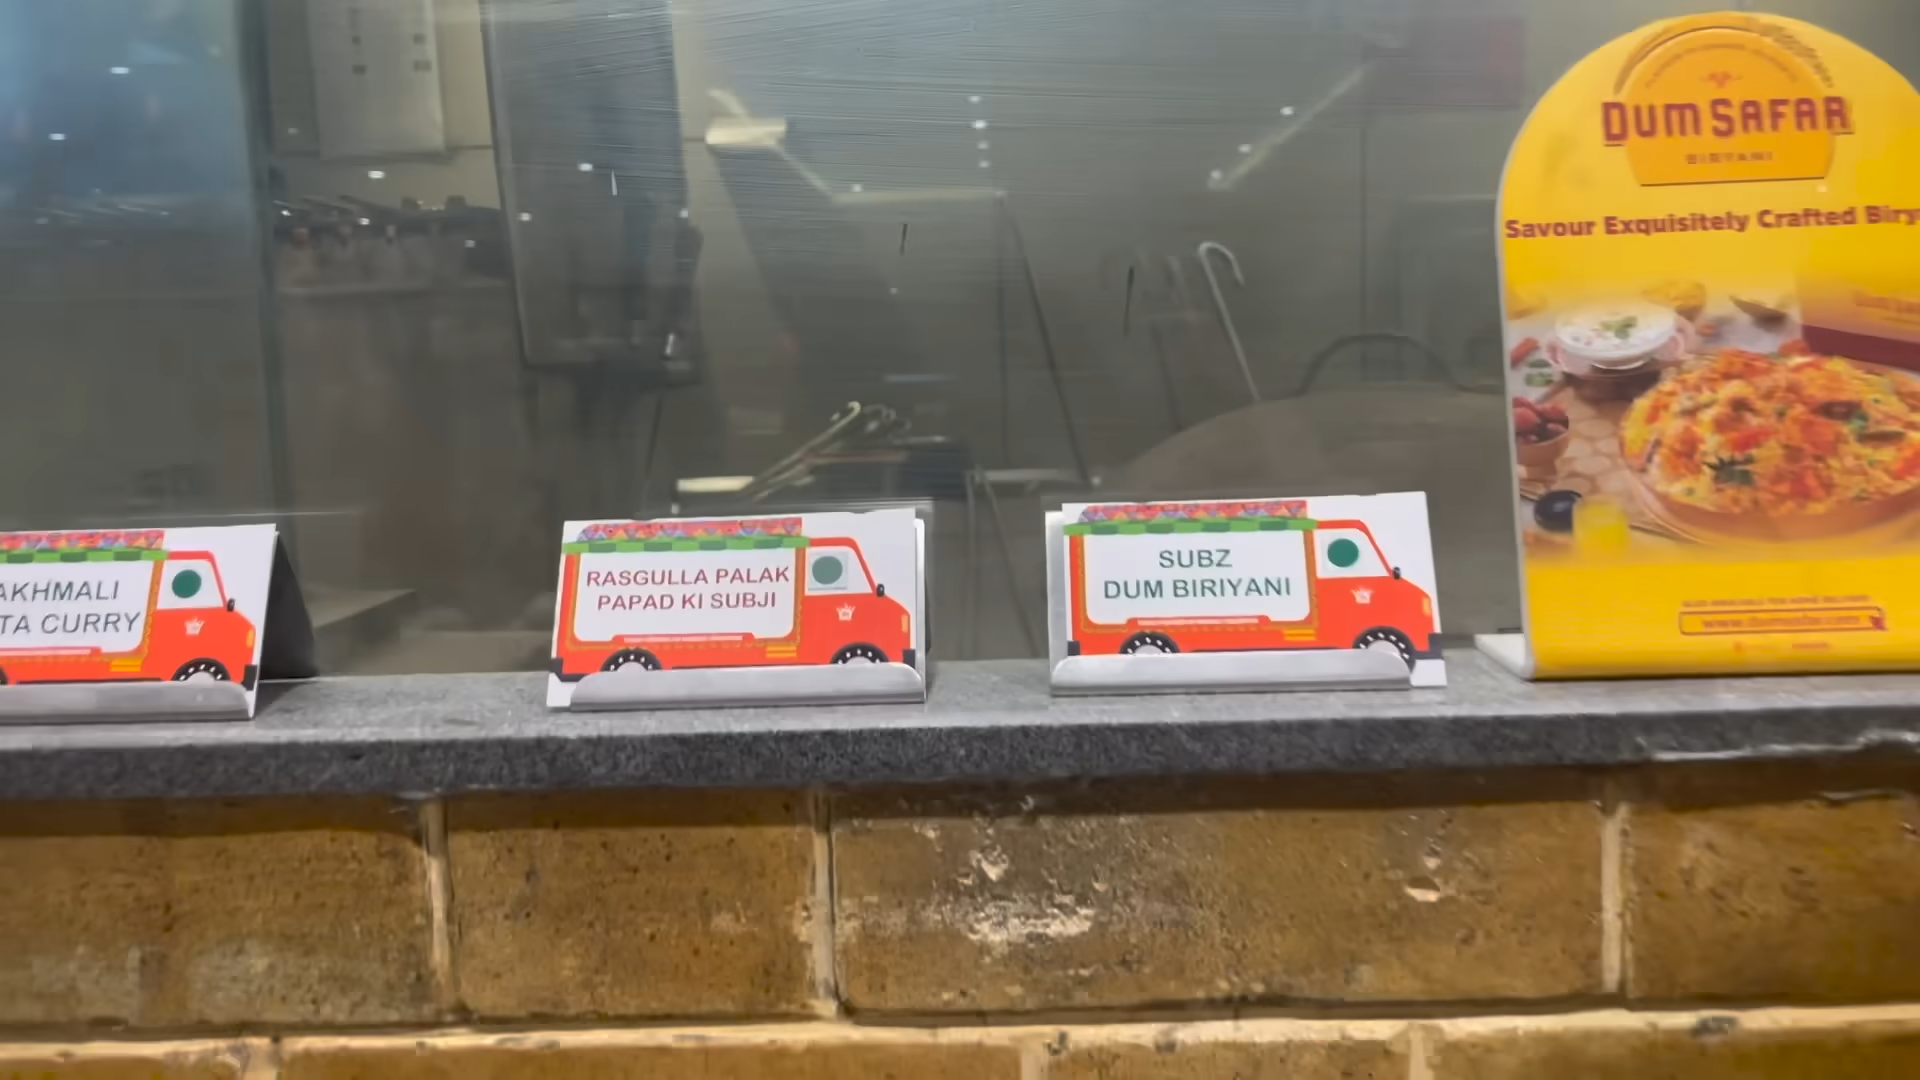 AKHMALI
TA CURRY
RASGULLA PALAK
PAPAD KI SUBJI
SUBZ
DUM BIRIYANI
DUM SAFAR
BIRYANI
Savour Exquisitely Crafted Biry